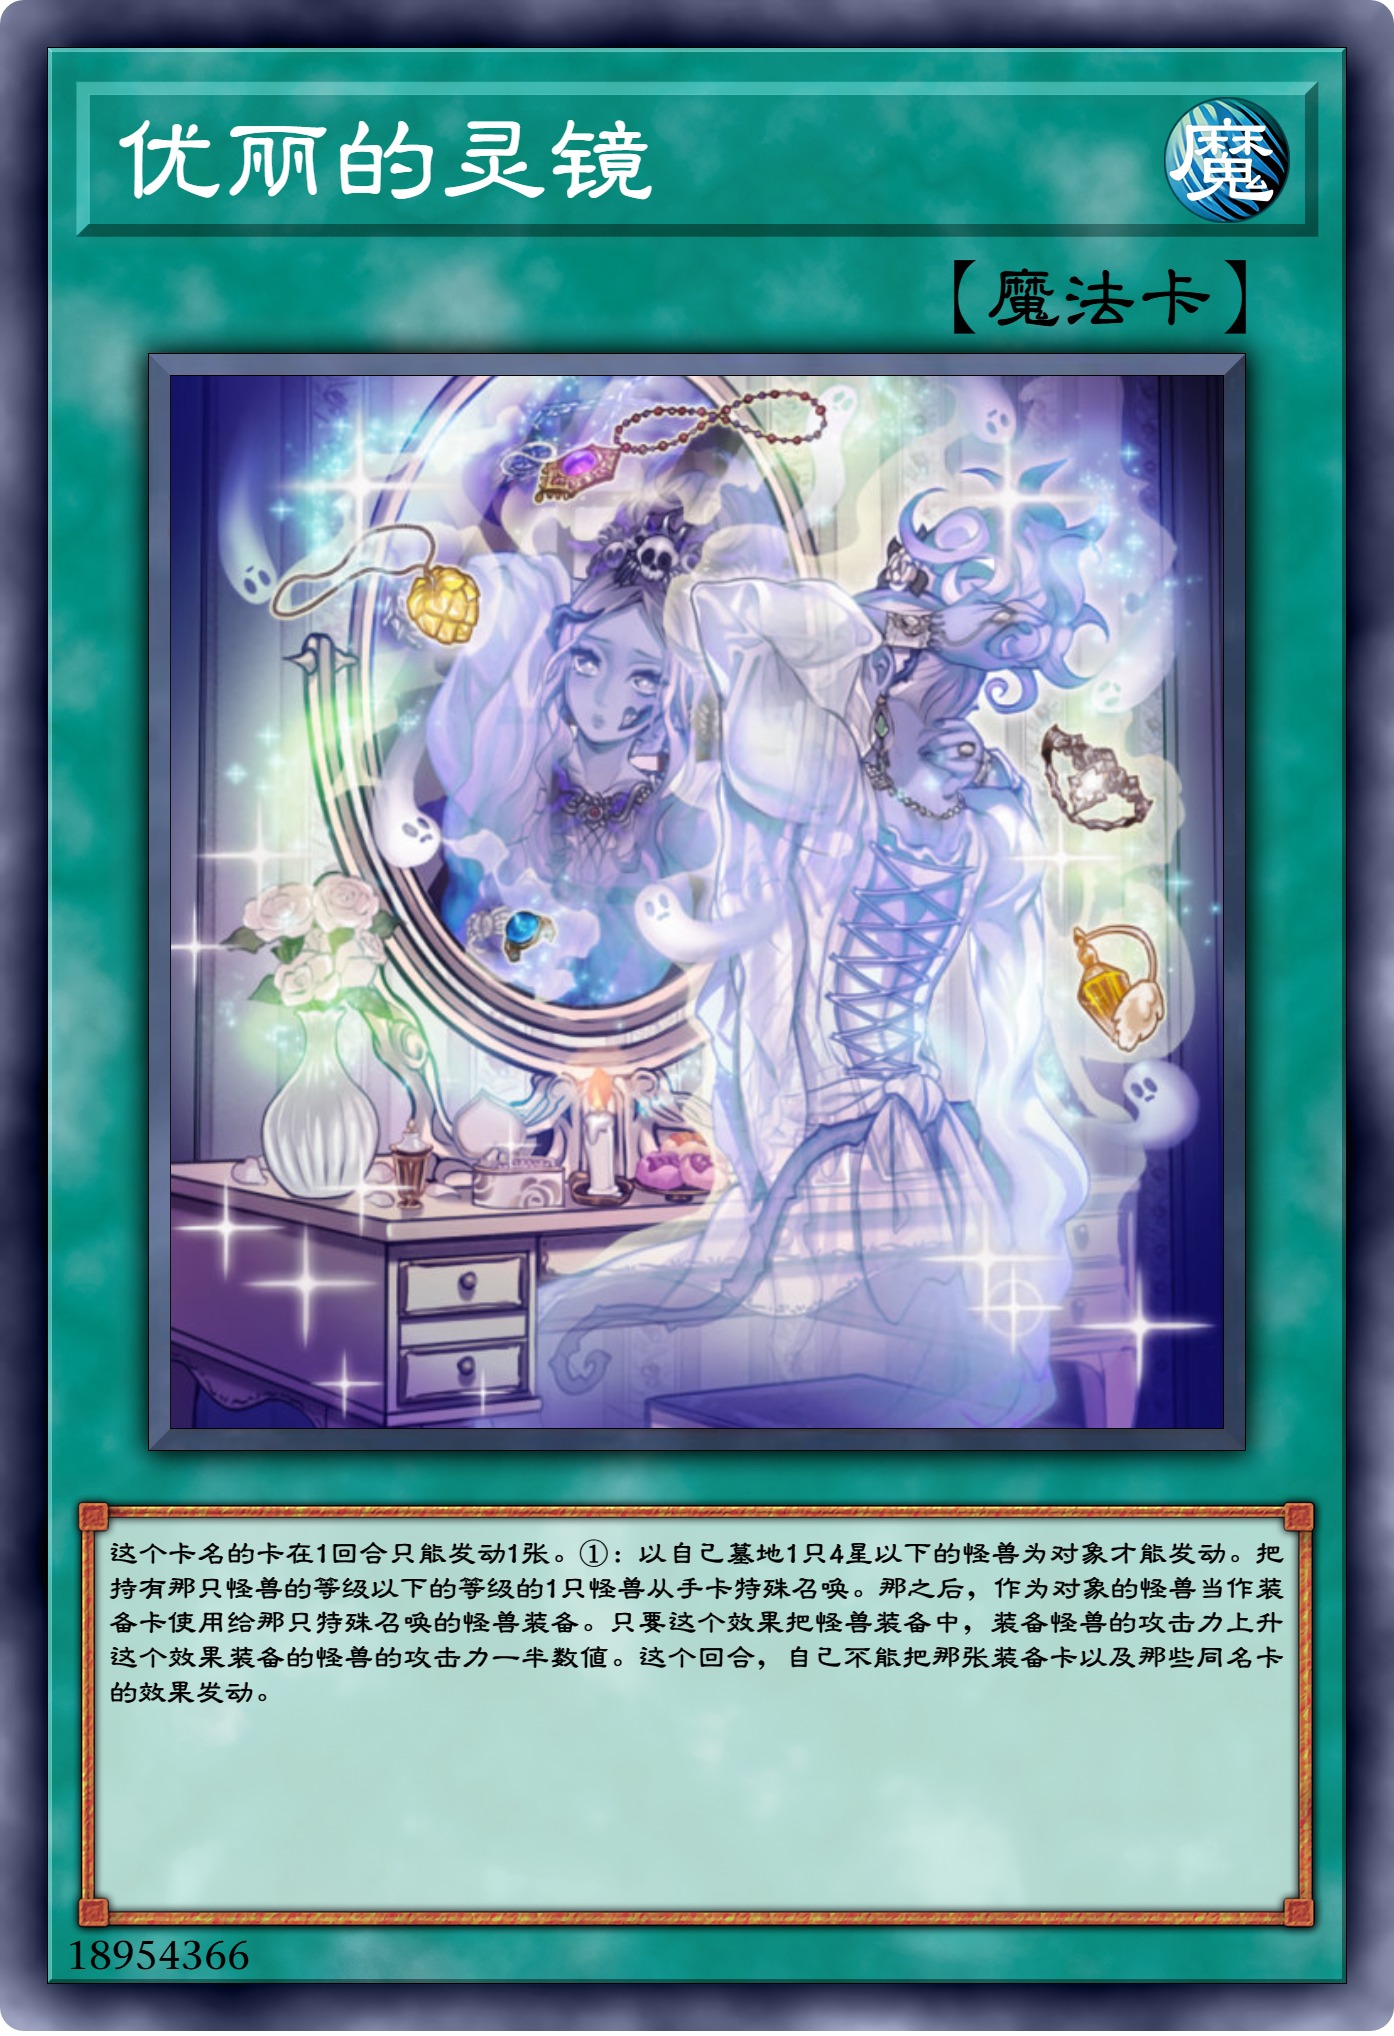 优丽的灵镜
魔
【魔法卡】
这个卡名的卡在1回合只能发动1张。①：以自己墓地1只4星以下的怪兽为对象才能发动。把
持有那只怪兽的等级以下的等级的1只怪兽从手卡特殊召唤。那之后，作为对象的怪兽当作装
备卡使用给那只特殊召唤的怪兽装备。只要这个效果把怪兽装备中，装备怪兽的攻击力上升
这个效果装备的怪兽的攻击力一半数值。这个回合，自己不能把那张装备卡以及那些同名卡
的效果发动。
18954366